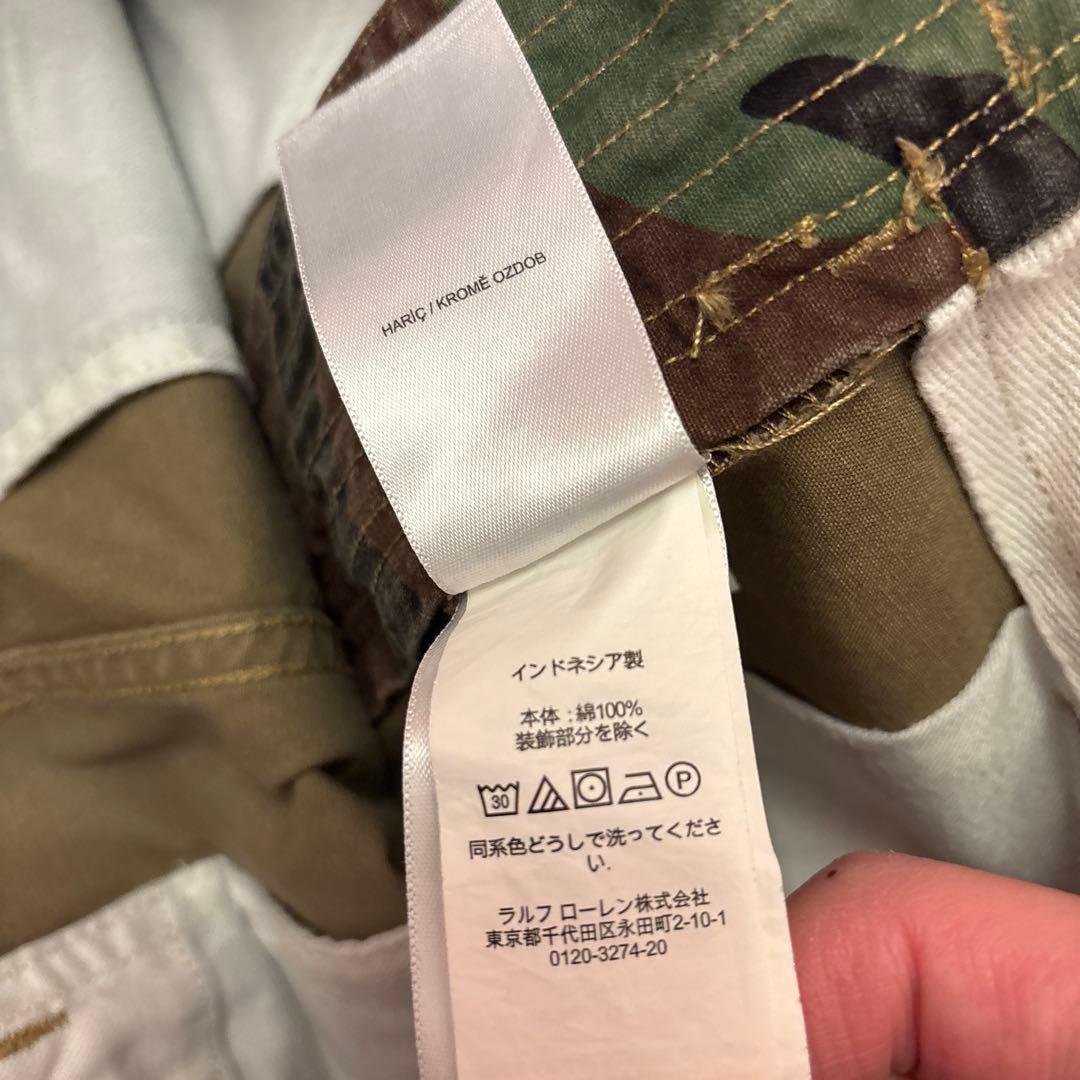 HARİÇ / KROMĚ OZDOB
インドネシア製
本体 : 綿100%
装飾部分を除く
30 P
同系色どうしで洗ってくださ
い.
ラルフ ローレン株式会社
東京都千代田区永田町2-10-1
0120-3274-20